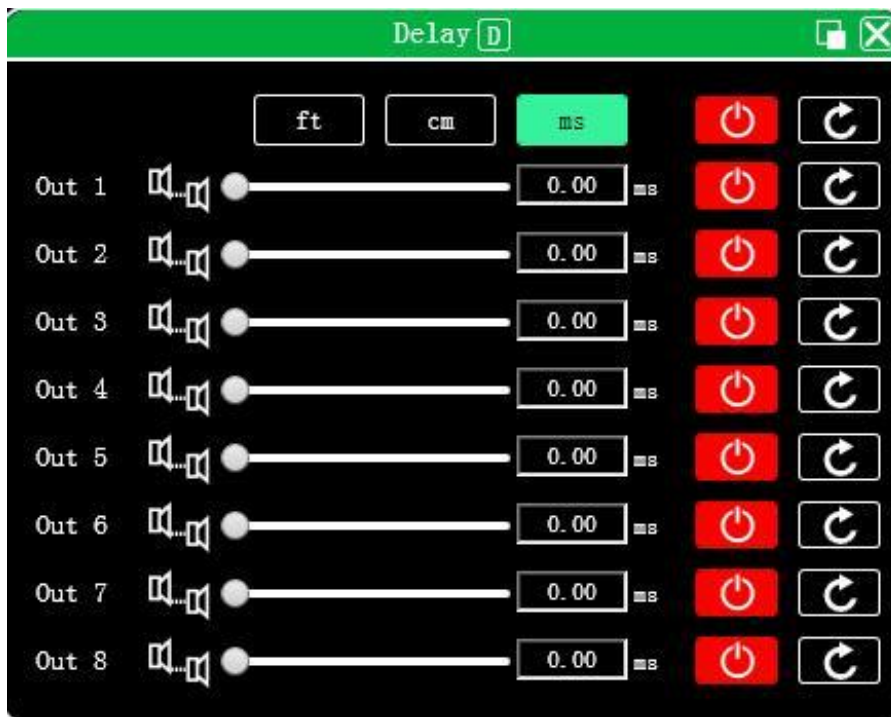 Delay D
ft cm ms
Out 1 0.00 ms
Out 2 0.00 ms
Out 3 0.00 ms
Out 4 0.00 ms
Out 5 0.00 ms
Out 6 0.00 ms
Out 7 0.00 ms
Out 8 0.00 ms